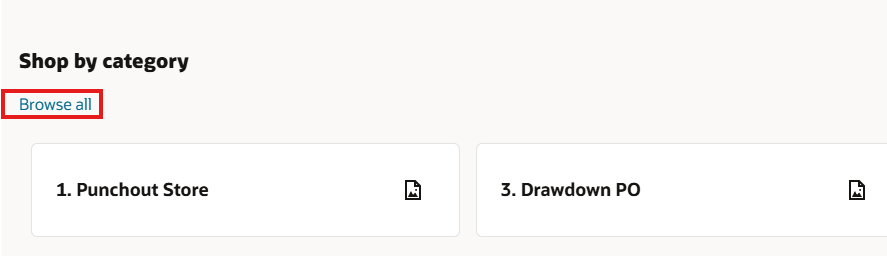 Shop by category
Browse all
1. Punchout Store
3. Drawdown PO